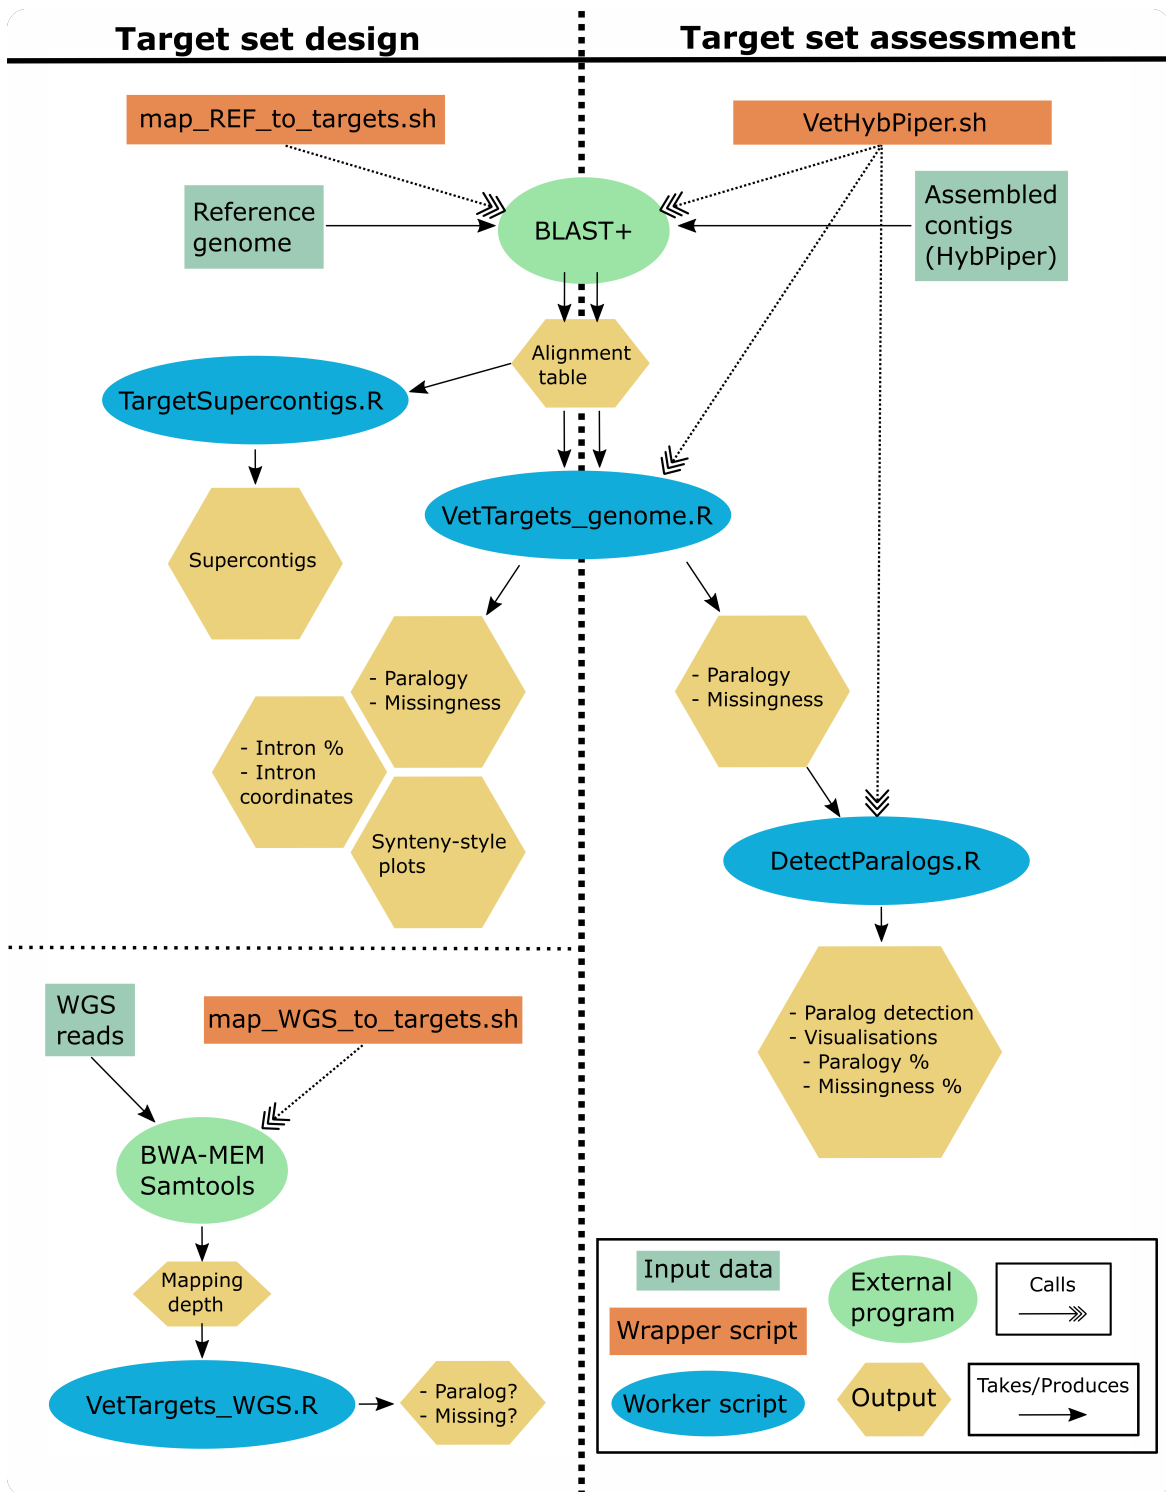 Target set design
Target set assessment
map_REF_to_targets.sh
VetHybPiper.sh
Reference
genome
BLAST+
Assembled
contigs
(HybPiper)
Alignment
table
TargetSupercontigs.R
VetTargets_genome.R
Supercontigs
- Paralogy
- Missingness
- Intron %
- Intron
coordinates
Synteny-style
plots
- Paralogy
- Missingness
DetectParalogs.R
- Paralog detection
- Visualisations
- Paralogy %
- Missingness %
WGS
reads
map_WGS_to_targets.sh
BWA-MEM
Samtools
Mapping
depth
VetTargets_WGS.R
- Paralog?
- Missing?
Input data
Wrapper script
Worker script
External
program
Output
Calls
Takes/Produces